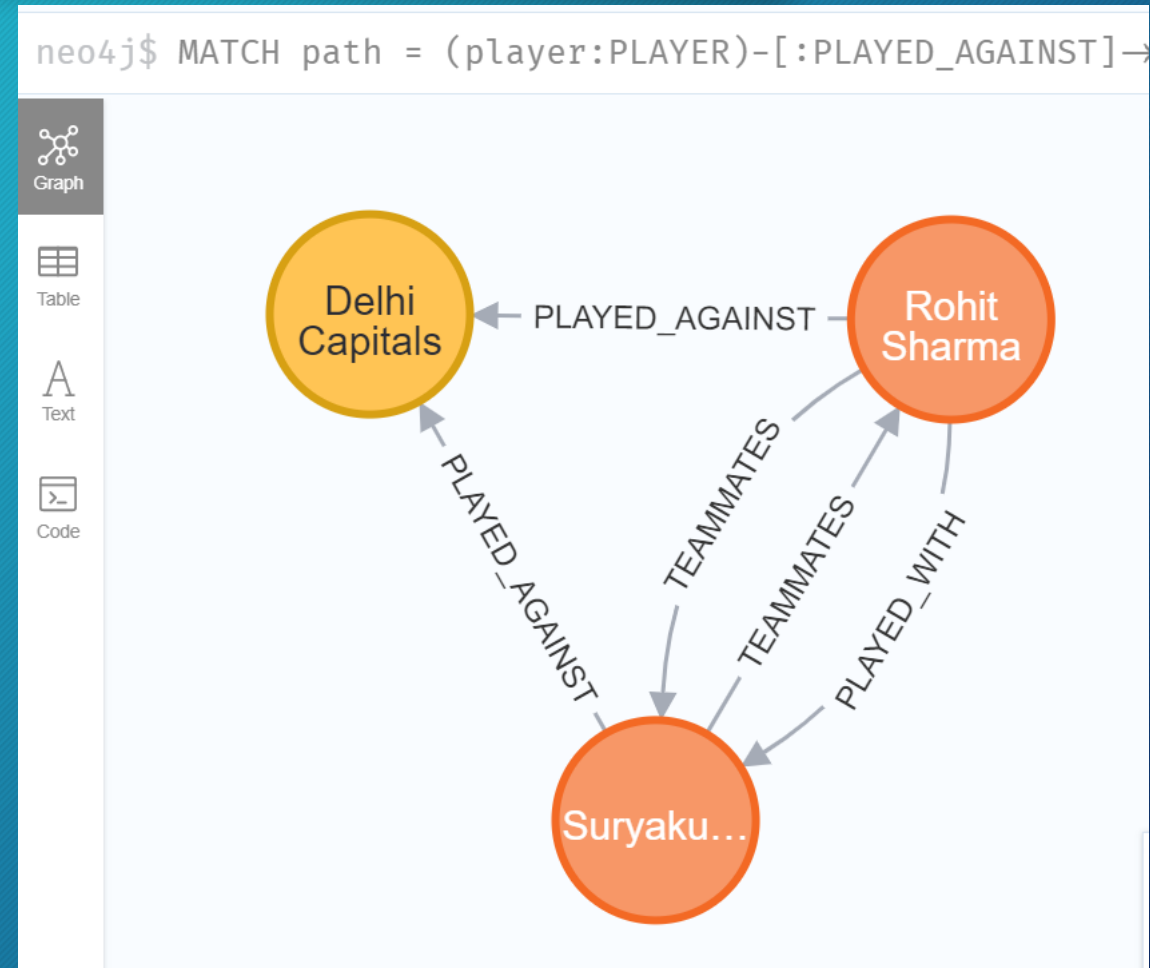 neo4j$ MATCH path = (player:PLAYER)-[:PLAYED_AGAINST]→
Graph
Table
Text
Code
Delhi
Capitals
PLAYED_AGAINST
Rohit
Sharma
PLAYED_AGAINST
TEAMMATES
TEAMMATES
PLAYED_WITH
Suryaku…